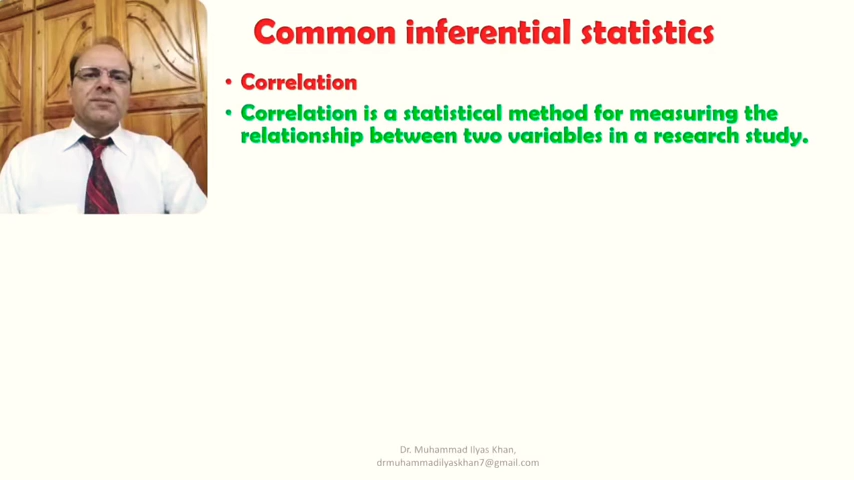 Common inferential statistics
• Correlation
• Correlation is a statistical method for measuring the
relationship between two variables in a research study.
Dr. Muhammad Ilyas Khan,
drmuhammadilyaskhan7@gmail.com